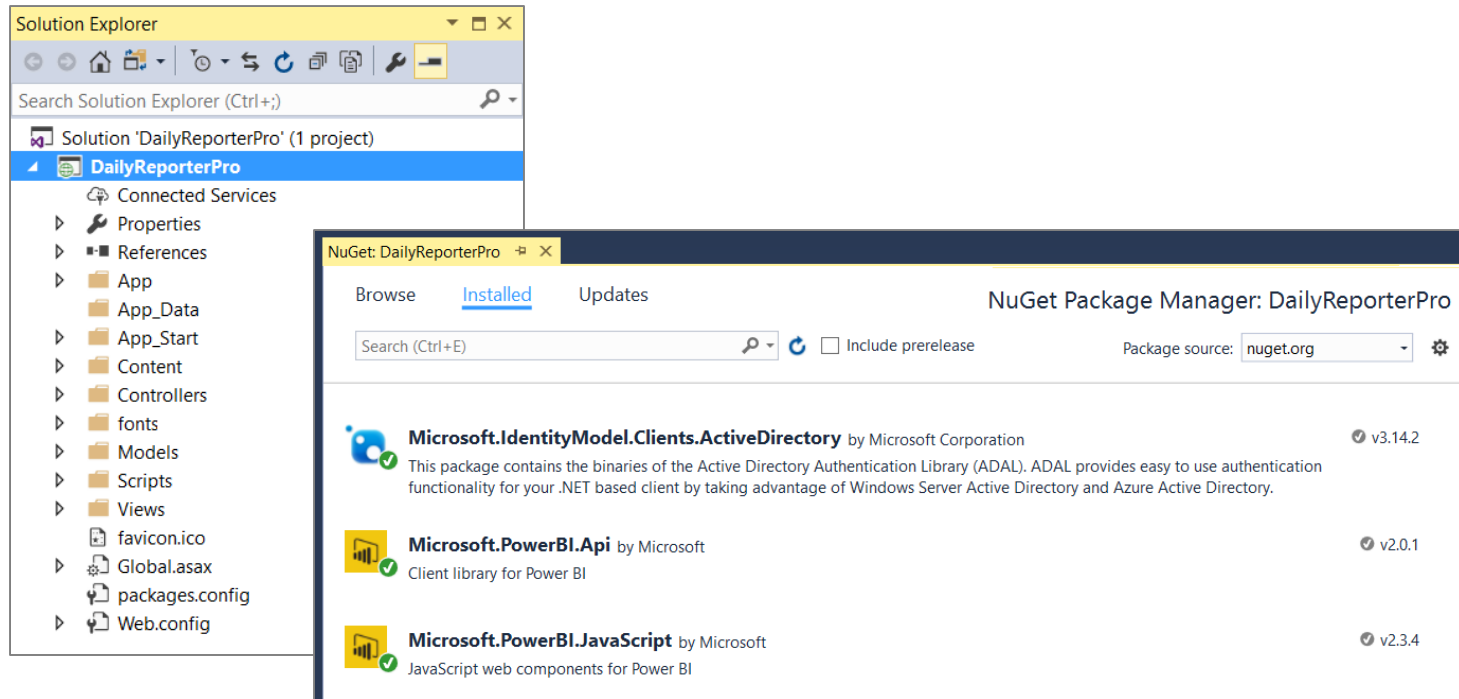 Solution Explorer
Search Solution Explorer (Ctrl+;)
Solution 'DailyReporterPro' (1 project)
DailyReporterPro
Connected Services
Properties
References
App
App_Data
App_Start
Content
Controllers
fonts
Models
Scripts
Views
favicon.ico
Global.asax
packages.config
Web.config
NuGet: DailyReporterPro
Browse Installed Updates
NuGet Package Manager: DailyReporterPro
Search (Ctrl+E)
Include prerelease
Package source: nuget.org
Microsoft.IdentityModel.Clients.ActiveDirectory by Microsoft Corporation v3.14.2
This package contains the binaries of the Active Directory Authentication Library (ADAL). ADAL provides easy to use authentication
functionality for your .NET based client by taking advantage of Windows Server Active Directory and Azure Active Directory.
Microsoft.PowerBI.Api by Microsoft v2.0.1
Client library for Power BI
Microsoft.PowerBI.JavaScript by Microsoft v2.3.4
JavaScript web components for Power BI